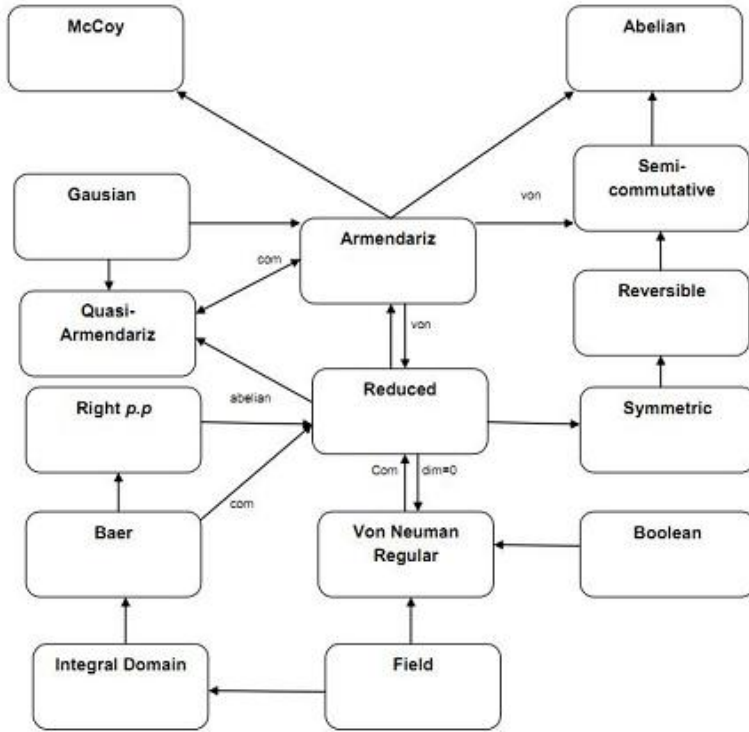 McCoy
Abelian
Semi-
commutative
Gausian
von
Armendariz
com
Reversible
Quasi-
Armendariz
von
abelian
Reduced
Right p.p
Symmetric
Com
dim=0
com
Baer
Von Neuman
Regular
Boolean
Integral Domain
Field